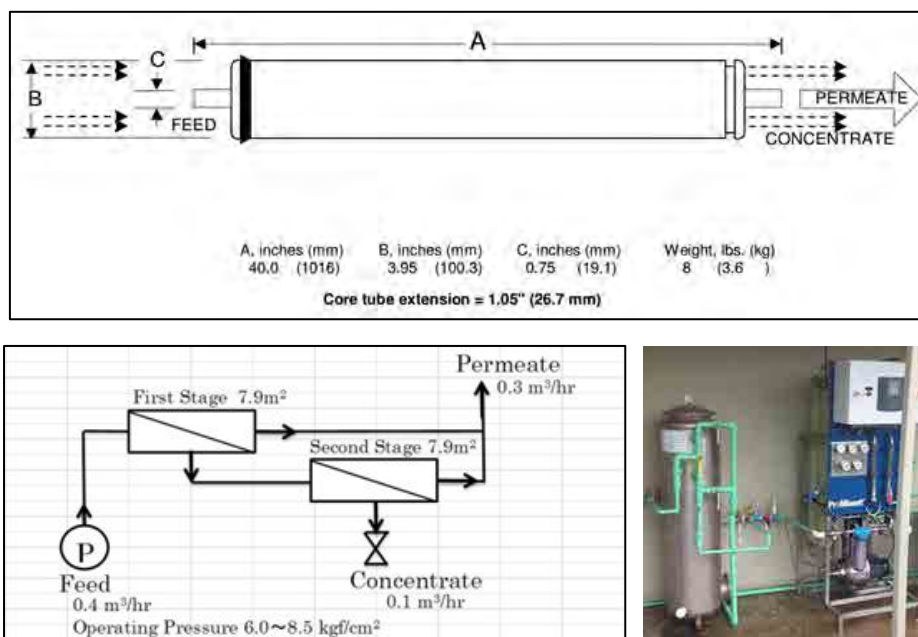 A
C
B
FEED
PERMEATE
CONCENTRATE
A, inches (mm) B, inches (mm) C, inches (mm) Weight, lbs. (kg)
40.0 (1016) 3.95 (100.3) 0.75 (19.1) 8 (3.6 )
Core tube extension = 1.05" (26.7 mm)
Permeate
0.3 m³/hr
First Stage 7.9m²
Second Stage 7.9m²
P
Feed
0.4 m³/hr
Concentrate
0.1 m³/hr
Operating Pressure 6.0～8.5 kgf/cm²